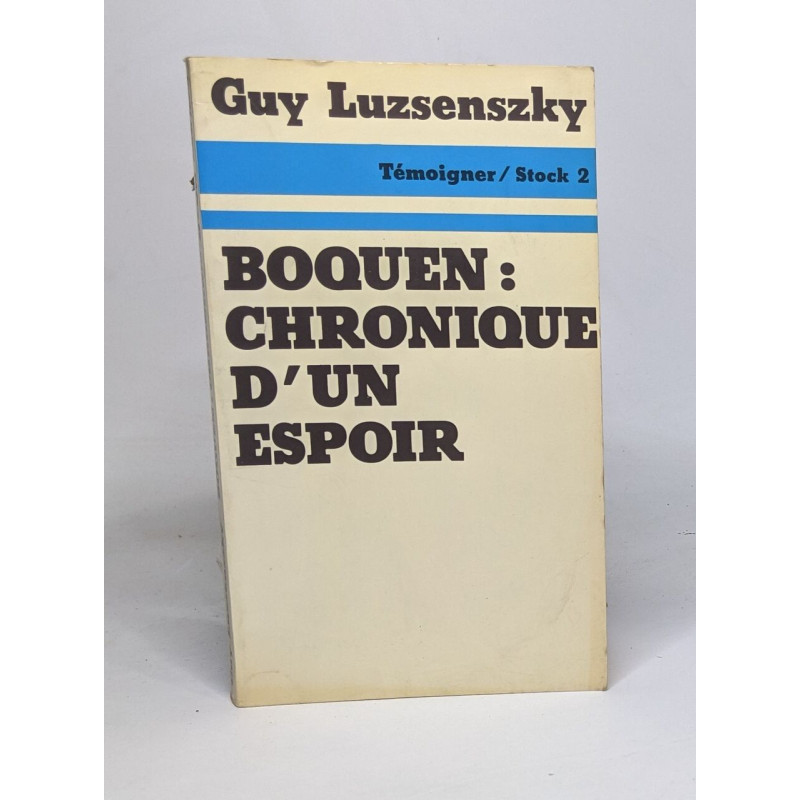 Guy Luzsenszky
Témoigner / Stock 2
BOQUEN :
CHRONIQUE
D'UN
ESPOIR